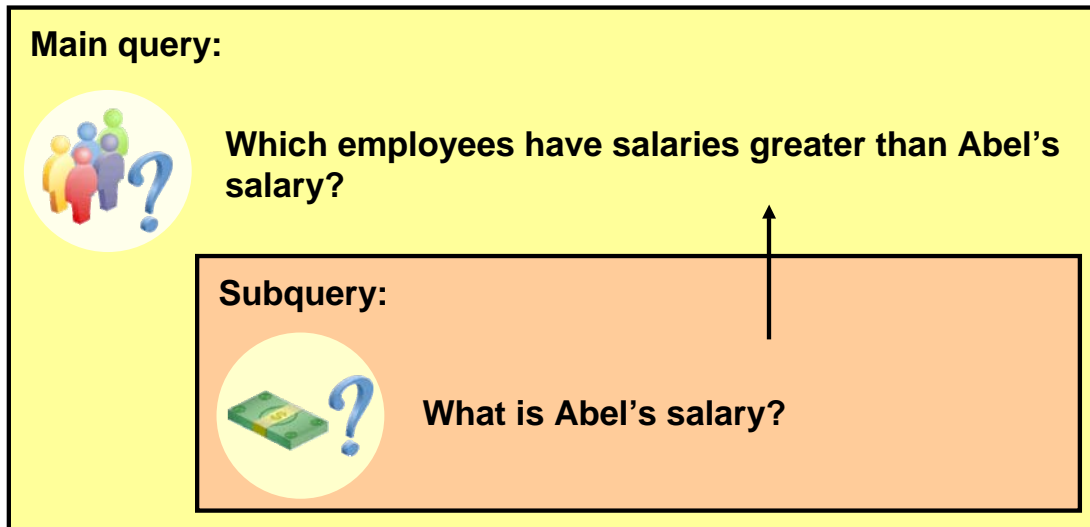 Main query:
Which employees have salaries greater than Abel’s
salary?
Subquery:
What is Abel’s salary?